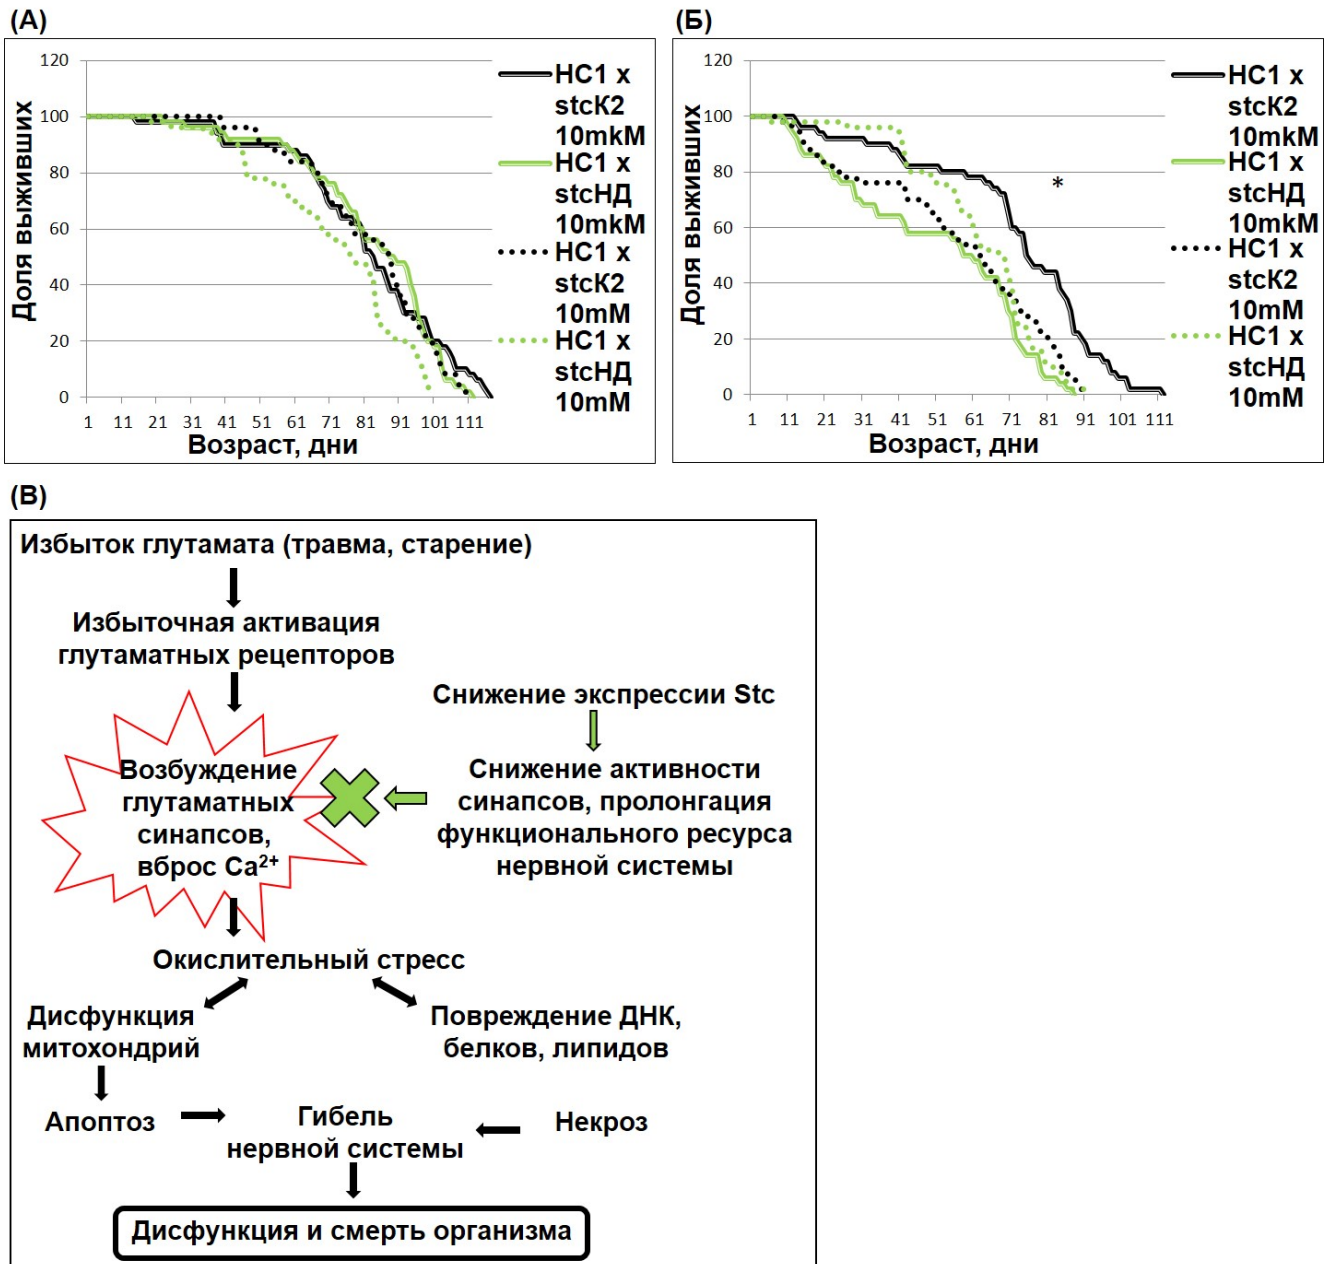 (А)
120
100
80
60
40
20
0
Доля выживших
1 11 21 31 41 51 61 71 81 91 101 111
Возраст, дни
НС1 х
stcК2
10mkM
НС1 х
stcНД
10mkM
НС1 х
stcК2
10mM
НС1 х
stcНД
10mM
(Б)
120
100
80
60
40
20
0
Доля выживших
*
1 11 21 31 41 51 61 71 81 91 101 111
Возраст, дни
НС1 х
stcК2
10mkM
НС1 х
stcНД
10mkM
НС1 х
stcК2
10mM
НС1 х
stcНД
10mM
(В)
Избыток глутамата (травма, старение)
Избыточная активация
глутаматных рецепторов
Снижение экспрессии Stc
Возбуждение
глутаматных
синапсов,
вброс Ca²⁺
Снижение активности
синапсов, пролонгация
функционального ресурса
нервной системы
Окислительный стресс
Дисфункция
митохондрий
Повреждение ДНК,
белков, липидов
Апоптоз
Гибель
нервной системы
Некроз
Дисфункция и смерть организма